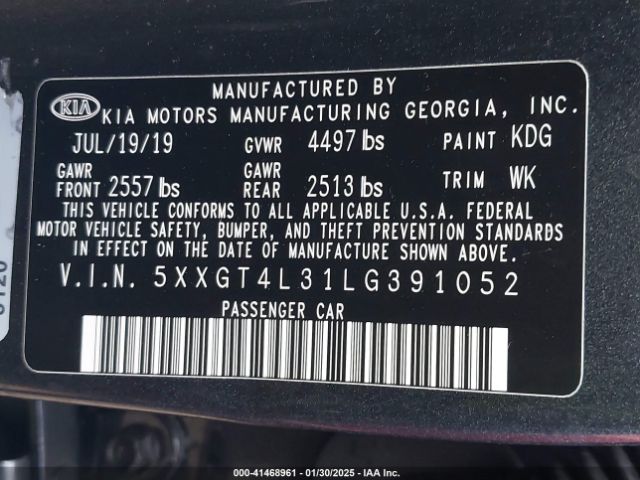 MANUFACTURED BY
KIA KIA MOTORS MANUFACTURING GEORGIA, INC.
JUL/19/19 GVWR 4497 lbs PAINT KDG
GAWR FRONT 2557 lbs GAWR REAR 2513 lbs TRIM WK
THIS VEHICLE CONFORMS TO ALL APPLICABLE U.S.A. FEDERAL
MOTOR VEHICLE SAFETY, BUMPER, AND THEFT PREVENTION STANDARDS
IN EFFECT ON THE DATE OF MANUFACTURE SHOWN ABOVE.
V.I.N. 5XXGT4L31LG391052
PASSENGER CAR
000-41468961 - 01/30/2025 - IAA Inc.